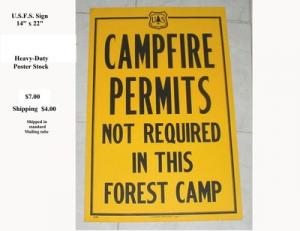 U.S.F.S. Sign
14" x 22"
Heavy-Duty
Poster Stock
$7.00
Shipping $4.00
Shipped in
standard
Mailing tube
CAMPFIRE
PERMITS
NOT REQUIRED
IN THIS
FOREST CAMP